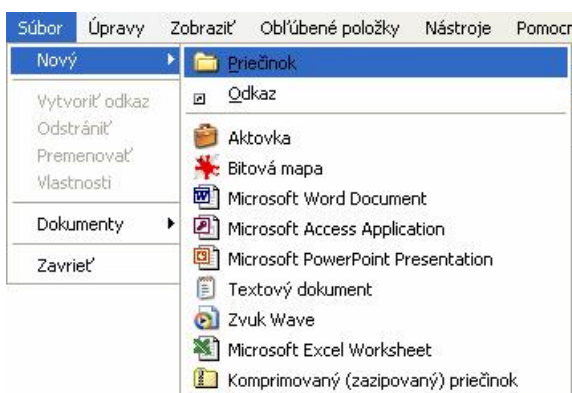 Súbor Úpravy Zobraziť Obľúbené položky Nástroje
Nový
Vytvoriť odkaz
Odstrániť
Premenovať
Vlastnosti
Dokumenty
Zavrieť
Priečinok
Odkaz
Aktovka
Bitová mapa
Microsoft Word Document
Microsoft Access Application
Microsoft PowerPoint Presentation
Textový dokument
Zvuk Wave
Microsoft Excel Worksheet
Komprimovaný (zazipovaný) priečinok